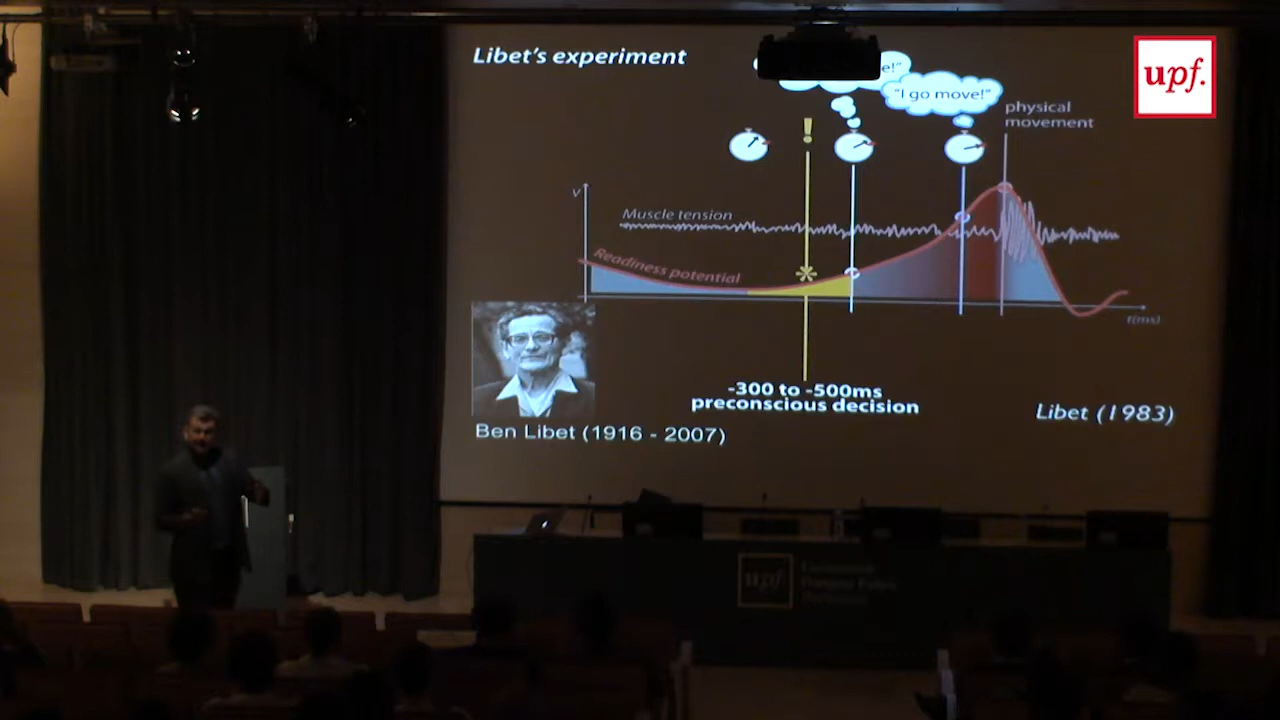 Libet's experiment
e!"
"I go move!"
upf.
physical
movement
!
V
Muscle tension
Readiness potential
*
t(ms)
-300 to -500ms
preconscious decision
Libet (1983)
Ben Libet (1916 - 2007)
upf.